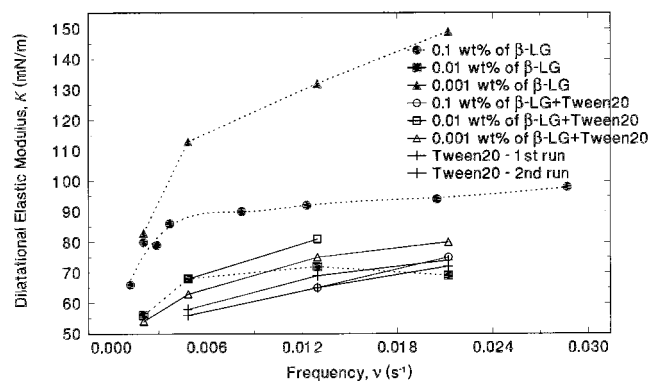 150
140
130
120
110
100
90
80
70
60
50
Dilatational Elastic Modulus, K (mN/m)
0.1 wt% of β-LG
0.01 wt% of β-LG
0.001 wt% of β-LG
0.1 wt% of β-LG+Tween20
0.01 wt% of β-LG+Tween20
0.001 wt% of β-LG+Tween20
Tween20 - 1st run
Tween20 - 2nd run
0.000 0.006 0.012 0.018 0.024 0.030
Frequency, ν (s⁻¹)